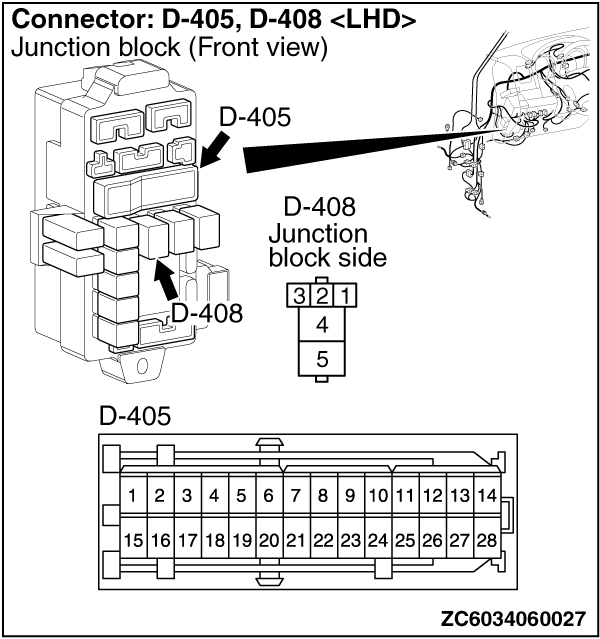 Connector: D-405, D-408 <LHD>
Junction block (Front view)
D-405
D-408
Junction
block side
3 2 1
4
5
D-408
D-405
1 2 3 4 5 6 7 8 9 10 11 12 13 14
15 16 17 18 19 20 21 22 23 24 25 26 27 28
ZC6034060027